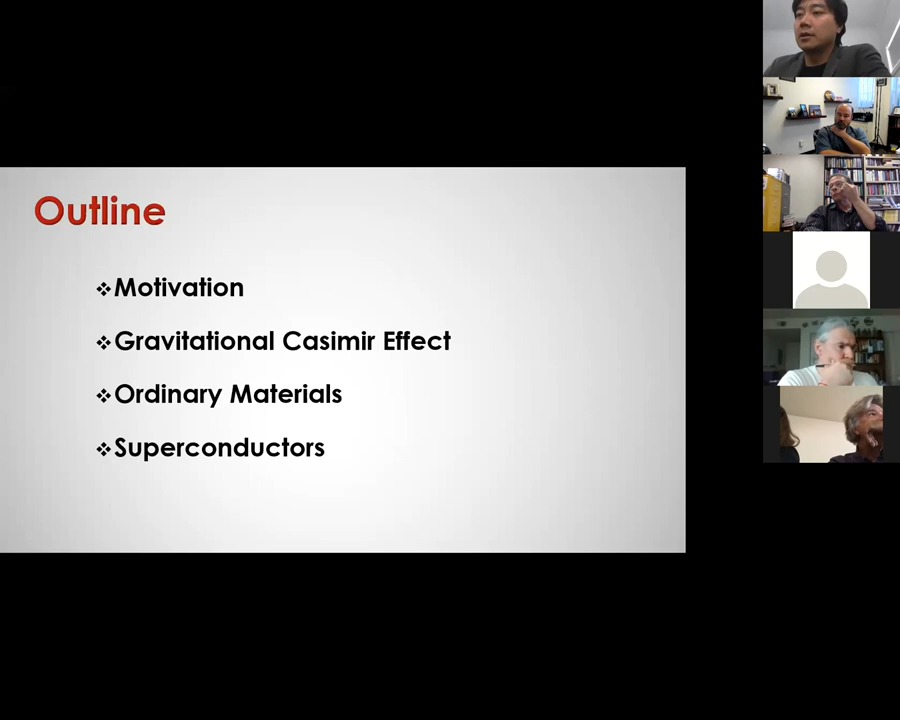 Outline
❖Motivation
❖Gravitational Casimir Effect
❖Ordinary Materials
❖Superconductors